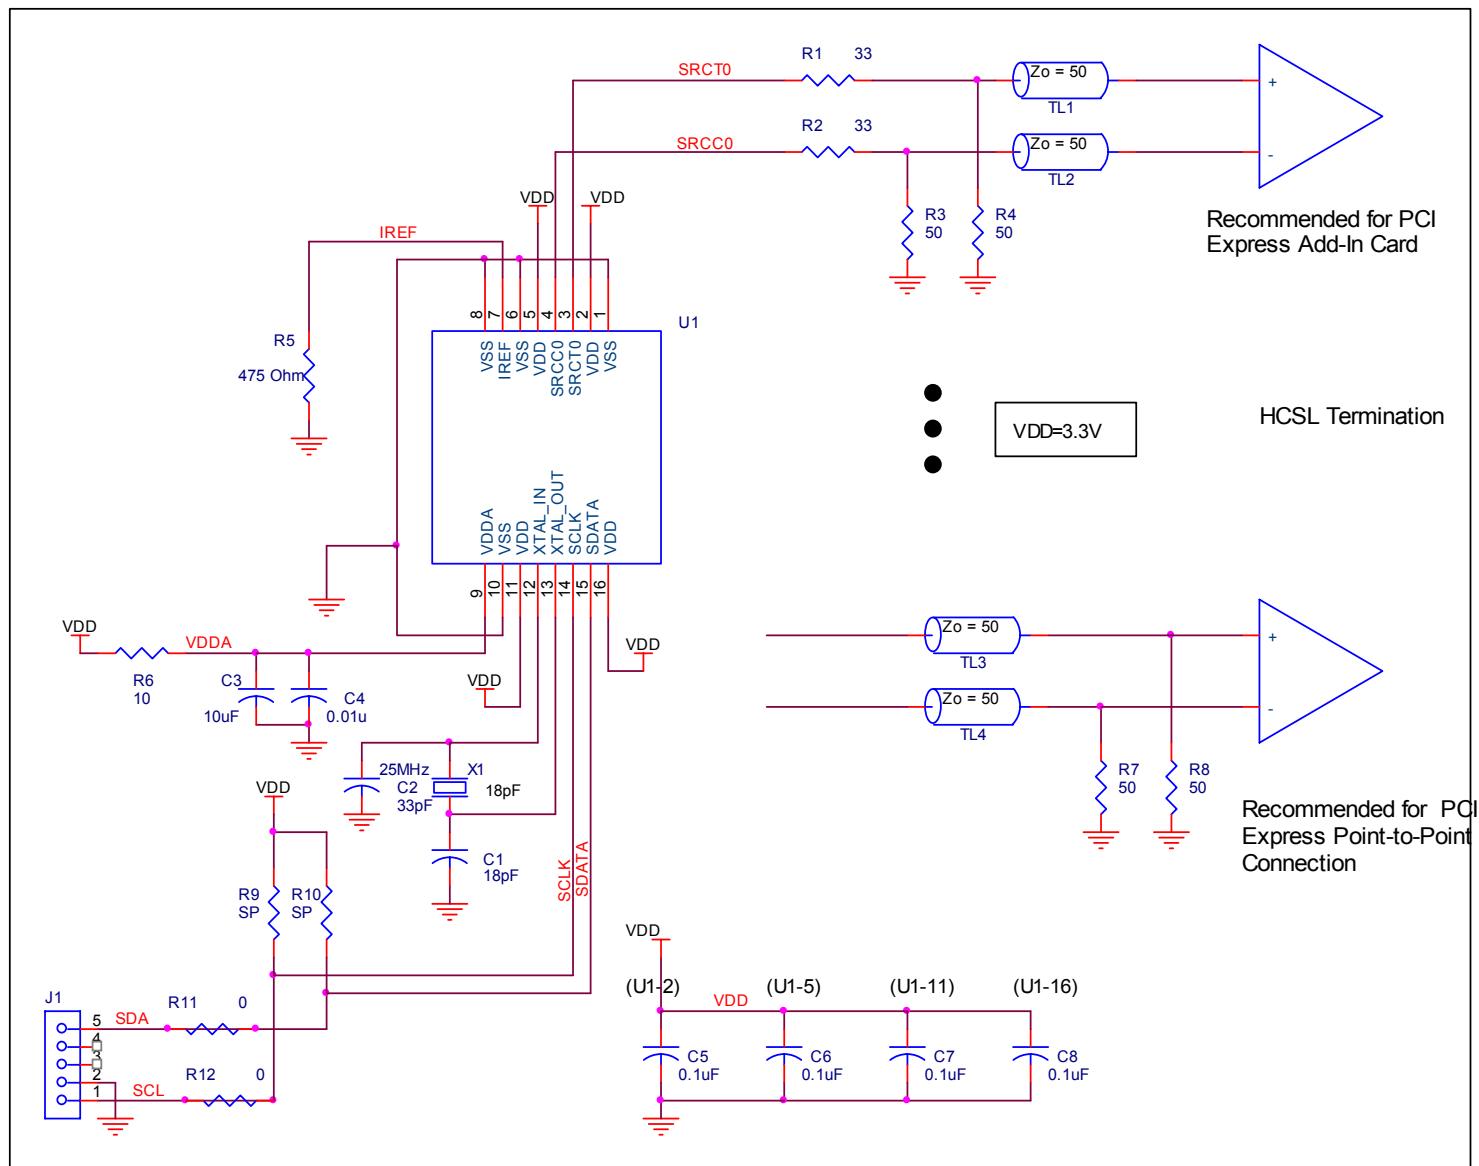 R1 33
SRCT0
Zo = 50
TL1
+
R2 33
SRCC0
Zo = 50
TL2
-
VDD
VDD
R3
50
R4
50
Recommended for PCI
Express Add-In Card
IREF
8
7
6
5
4
3
2
1
U1
VSS
IREF
VSS
VDD
SRCC0
SRCT0
VDD
VSS
R5
475 Ohm
VDD=3.3V
HCSL Termination
VDDA
VSS
VDD
XTAL_IN
XTAL_OUT
SCLK
SDATA
VDD
9
10
11
12
13
14
15
16
VDD
VDDA
R6
10
C3
10uF
C4
0.01u
VDD
VDD
Zo = 50
TL3
+
Zo = 50
TL4
-
R7
50
R8
50
Recommended for PCI
Express Point-to-Point
Connection
25MHz
X1
C2
33pF
18pF
C1
18pF
VDD
SCLK
SDATA
R9
SP
R10
SP
VDD
(U1-2)
(U1-5)
(U1-11)
(U1-16)
VDD
C5
0.1uF
C6
0.1uF
C7
0.1uF
C8
0.1uF
J1
R11 0
5
SDA
4
3
2
R12 0
1
SCL